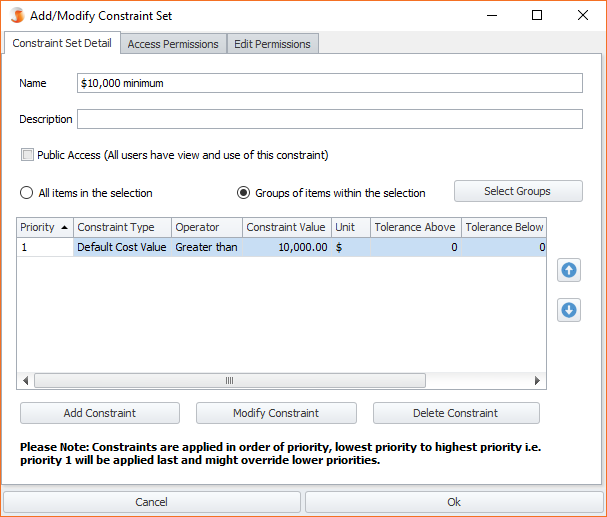 Add/Modify Constraint Set
Constraint Set Detail Access Permissions Edit Permissions
Name $10,000 minimum
Description
Public Access (All users have view and use of this constraint)
All items in the selection Groups of items within the selection Select Groups
Priority Constraint Type Operator Constraint Value Unit Tolerance Above Tolerance Below
1 Default Cost Value Greater than 10,000.00 $ 0 0
Add Constraint Modify Constraint Delete Constraint
Please Note: Constraints are applied in order of priority, lowest priority to highest priority i.e.
priority 1 will be applied last and might override lower priorities.
Cancel Ok